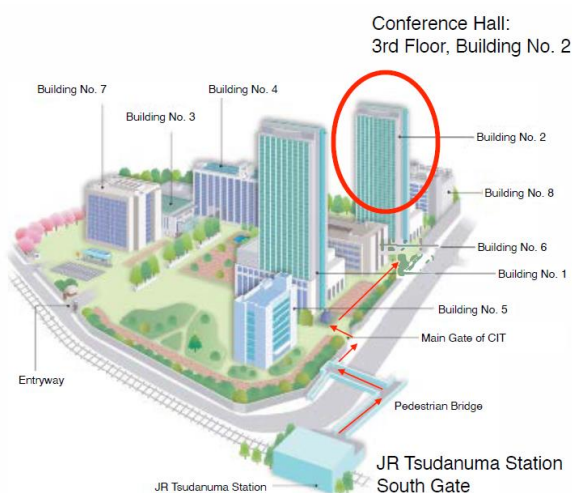 Conference Hall:
3rd Floor, Building No. 2
Building No. 7
Building No. 4
Building No. 3
Building No. 2
Building No. 8
Building No. 6
Building No. 1
Building No. 5
Main Gate of CIT
Entryway
Pedestrian Bridge
JR Tsudanuma Station
South Gate
JR Tsudanuma Station